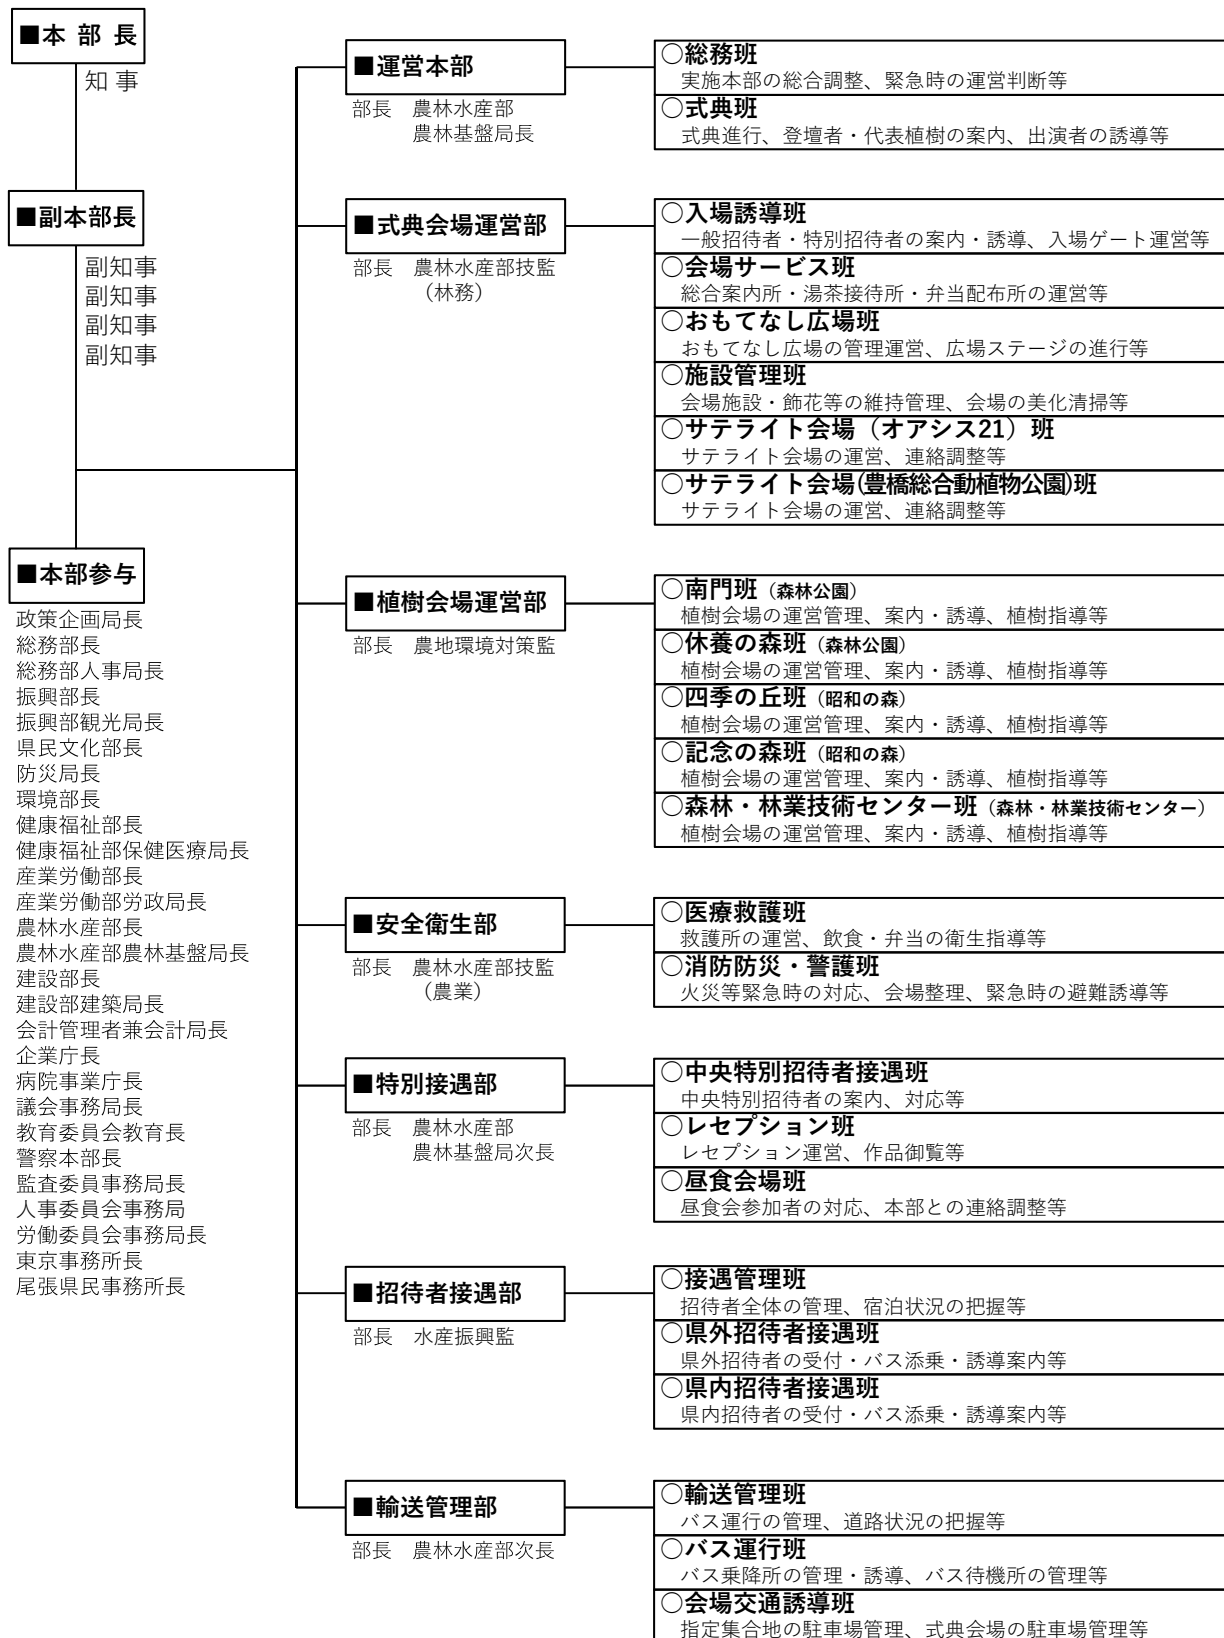 ■本 部 長
知 事
■副本部長
副知事
副知事
副知事
副知事
■本部参与
政策企画局長
総務部長
総務部人事局長
振興部長
振興部観光局長
県民文化部長
防災局長
環境部長
健康福祉部長
健康福祉部保健医療局長
産業労働部長
産業労働部労政局長
農林水産部長
農林水産部農林基盤局長
建設部長
建設部建築局長
会計管理者兼会計局長
企業庁長
病院事業庁長
議会事務局長
教育委員会教育長
警察本部長
監査委員事務局長
人事委員会事務局
労働委員会事務局長
東京事務所長
尾張県民事務所長
■運営本部
部長 農林水産部
農林基盤局長
○総務班
実施本部の総合調整、緊急時の運営判断等
○式典班
式典進行、登壇者・代表植樹の案内、出演者の誘導等
■式典会場運営部
部長 農林水産部技監
（林務）
○入場誘導班
一般招待者・特別招待者の案内・誘導、入場ゲート運営等
○会場サービス班
総合案内所・湯茶接待所・弁当配布所の運営等
○おもてなし広場班
おもてなし広場の管理運営、広場ステージの進行等
○施設管理班
会場施設・飾花等の維持管理、会場の美化清掃等
○サテライト会場（オアシス21）班
サテライト会場の運営、連絡調整等
○サテライト会場(豊橋総合動植物公園)班
サテライト会場の運営、連絡調整等
■植樹会場運営部
部長 農地環境対策監
○南門班（森林公園）
植樹会場の運営管理、案内・誘導、植樹指導等
○休養の森班（森林公園）
植樹会場の運営管理、案内・誘導、植樹指導等
○四季の丘班（昭和の森）
植樹会場の運営管理、案内・誘導、植樹指導等
○記念の森班（昭和の森）
植樹会場の運営管理、案内・誘導、植樹指導等
○森林・林業技術センター班（森林・林業技術センター）
植樹会場の運営管理、案内・誘導、植樹指導等
■安全衛生部
部長 農林水産部技監
（農業）
○医療救護班
救護所の運営、飲食・弁当の衛生指導等
○消防防災・警護班
火災等緊急時の対応、会場整理、緊急時の避難誘導等
■特別接遇部
部長 農林水産部
農林基盤局次長
○中央特別招待者接遇班
中央特別招待者の案内、対応等
○レセプション班
レセプション運営、作品御覧等
○昼食会場班
昼食会参加者の対応、本部との連絡調整等
■招待者接遇部
部長 水産振興監
○接遇管理班
招待者全体の管理、宿泊状況の把握等
○県外招待者接遇班
県外招待者の受付・バス添乗・誘導案内等
○県内招待者接遇班
県内招待者の受付・バス添乗・誘導案内等
■輸送管理部
部長 農林水産部次長
○輸送管理班
バス運行の管理、道路状況の把握等
○バス運行班
バス乗降所の管理・誘導、バス待機所の管理等
○会場交通誘導班
指定集合地の駐車場管理、式典会場の駐車場管理等